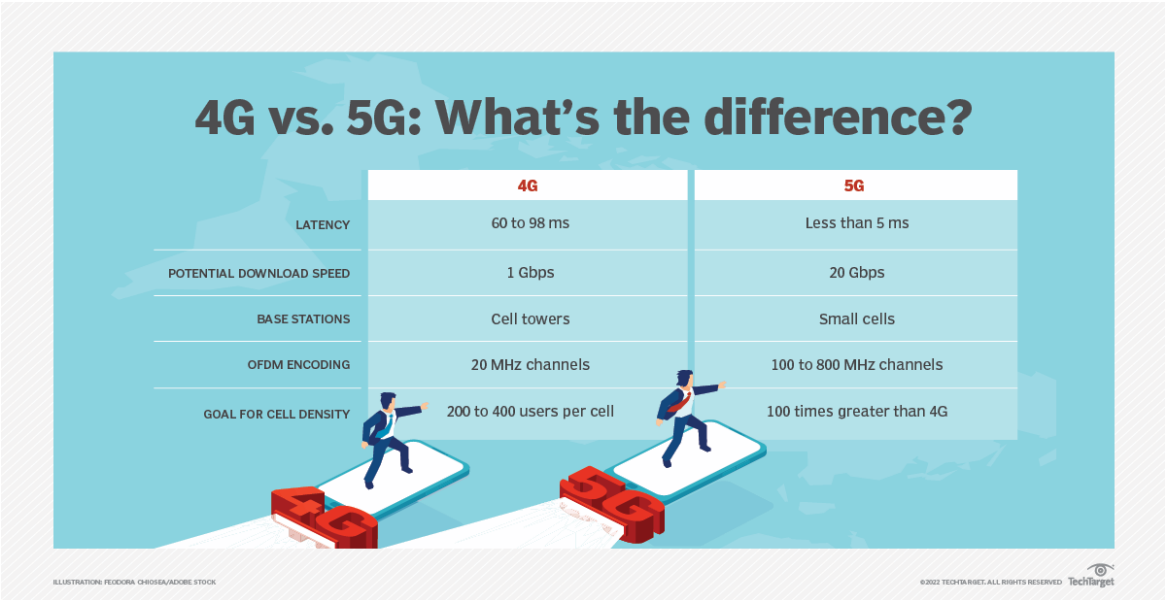 4G vs. 5G: What's the difference?
4G 5G
LATENCY 60 to 98 ms Less than 5 ms
POTENTIAL DOWNLOAD SPEED 1 Gbps 20 Gbps
BASE STATIONS Cell towers Small cells
OFDM ENCODING 20 MHz channels 100 to 800 MHz channels
GOAL FOR CELL DENSITY 200 to 400 users per cell 100 times greater than 4G
4G 5G
ILLUSTRATION: FEODORA CHIOSEA/ADOBE STOCK ©2022 TECHTARGET. ALL RIGHTS RESERVED TechTarget